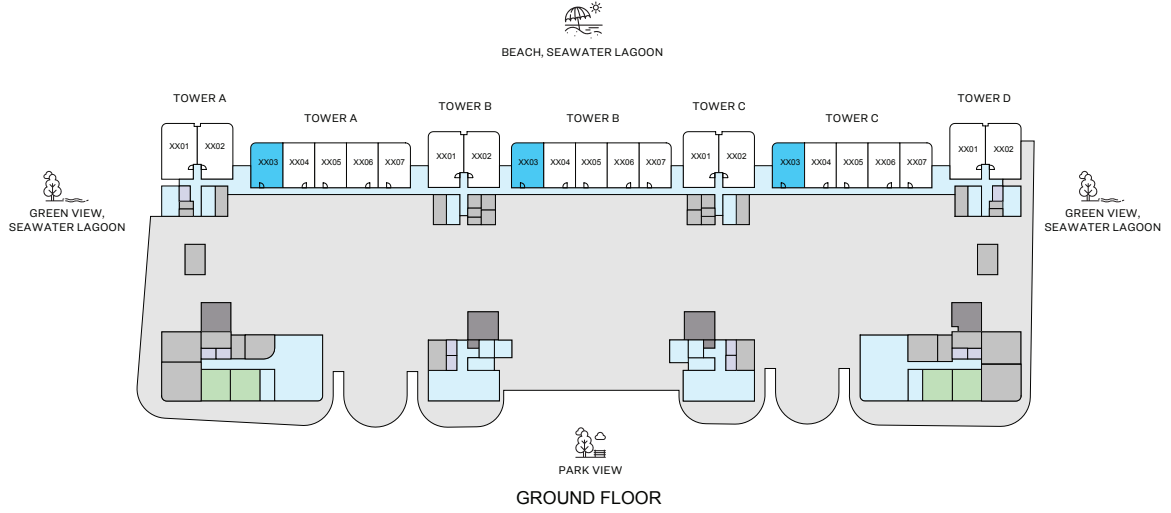 BEACH, SEAWATER LAGOON
TOWER A
TOWER A
TOWER B
TOWER B
TOWER C
TOWER C
TOWER D
XX01 XX02
XX03 XX04 XX05 XX06 XX07
XX01 XX02
XX03 XX04 XX05 XX06 XX07
XX01 XX02
XX03 XX04 XX05 XX06 XX07
XX01 XX02
GREEN VIEW,
SEAWATER LAGOON
GREEN VIEW,
SEAWATER LAGOON
PARK VIEW
GROUND FLOOR